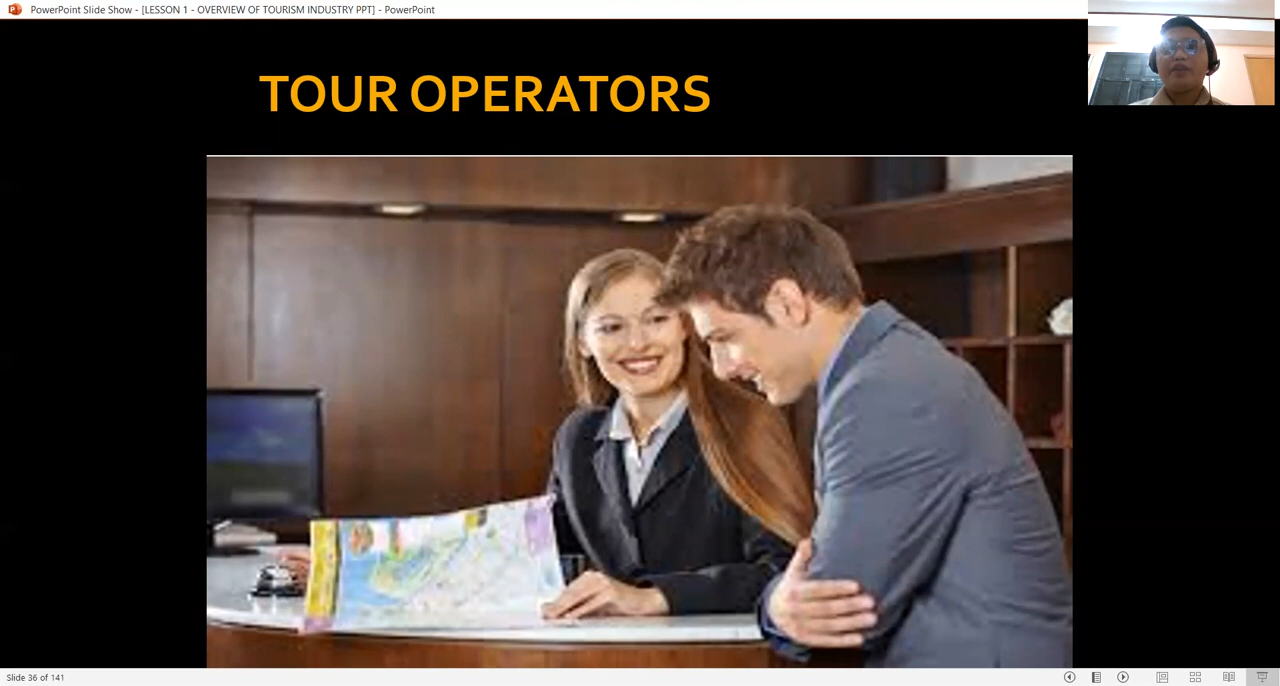 PowerPoint Slide Show - [LESSON 1 - OVERVIEW OF TOURISM INDUSTRY PPT] - PowerPoint
TOUR OPERATORS
Slide 36 of 141